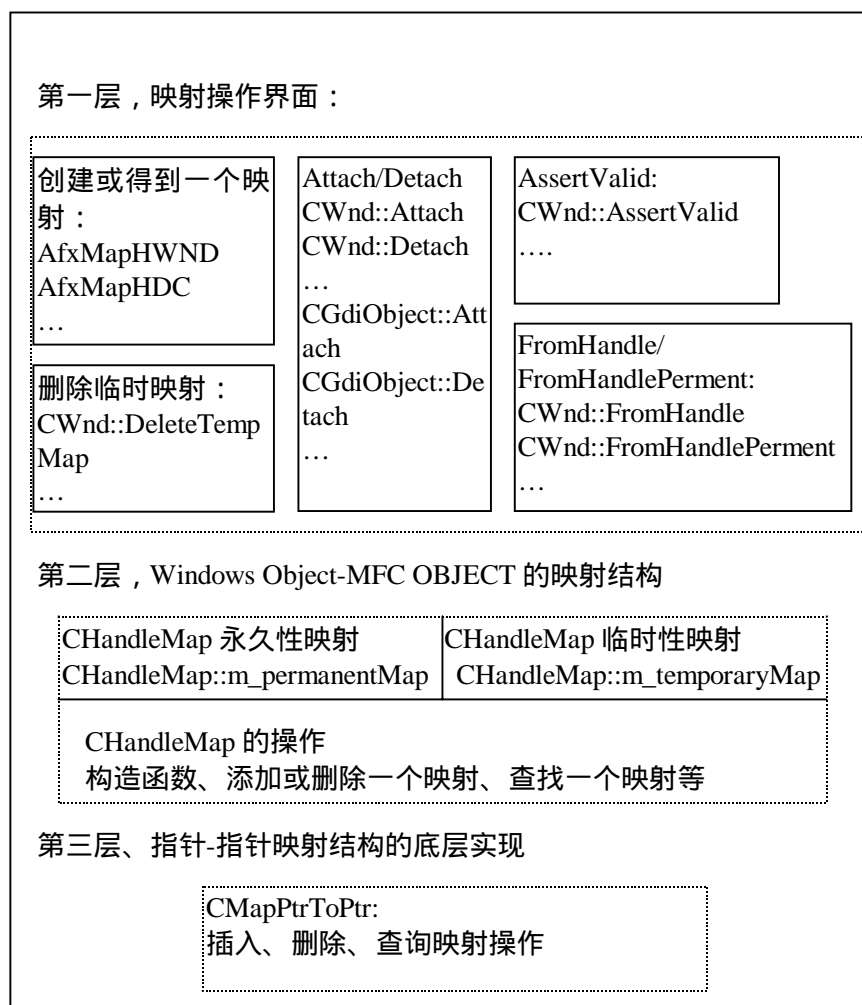 第一层，映射操作界面：
创建或得到一个映
射：
AfxMapHWND
AfxMapHDC
…
删除临时映射：
CWnd::DeleteTemp
Map
…
Attach/Detach
CWnd::Attach
CWnd::Detach
…
CGdiObject::Att
ach
CGdiObject::De
tach
…
AssertValid:
CWnd::AssertValid
….
FromHandle/
FromHandlePerment:
CWnd::FromHandle
CWnd::FromHandlePerment
…
第二层，Windows Object-MFC OBJECT 的映射结构
CHandleMap 永久性映射
CHandleMap::m_permanentMap
CHandleMap 临时性映射
CHandleMap::m_temporaryMap
CHandleMap 的操作
构造函数、添加或删除一个映射、查找一个映射等
第三层、指针-指针映射结构的底层实现
CMapPtrToPtr:
插入、删除、查询映射操作